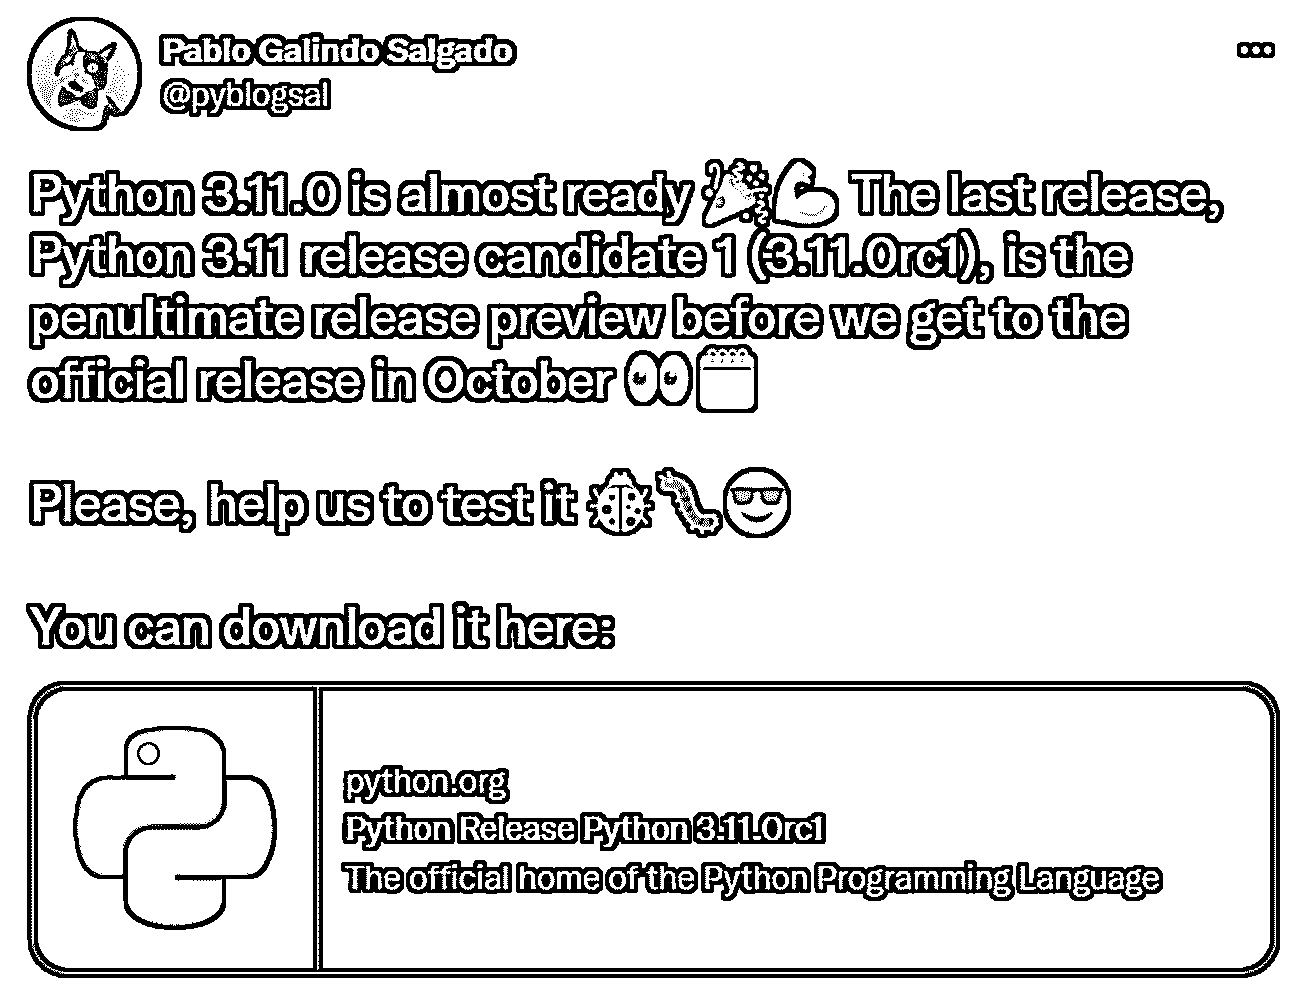 Pablo Galindo Salgado
@pyblogsal
Python 3.11.0 is almost ready 🎉💪 The last release,
Python 3.11 release candidate 1 (3.11.0rc1), is the
penultimate release preview before we get to the
official release in October 👀🗓
Please, help us to test it 🐞🐛😎
You can download it here:
python.org
Python Release Python 3.11.0rc1
The official home of the Python Programming Language